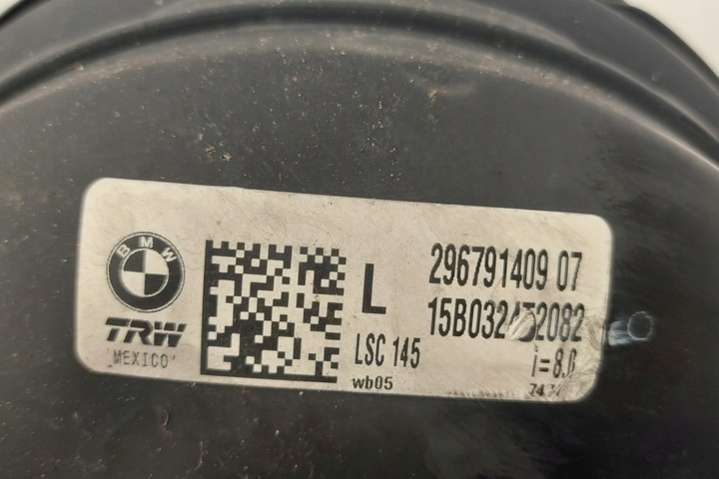 BMW
TRW
'MEXICO'
L
LSC 145
wb05
296791409 07
i=8.0